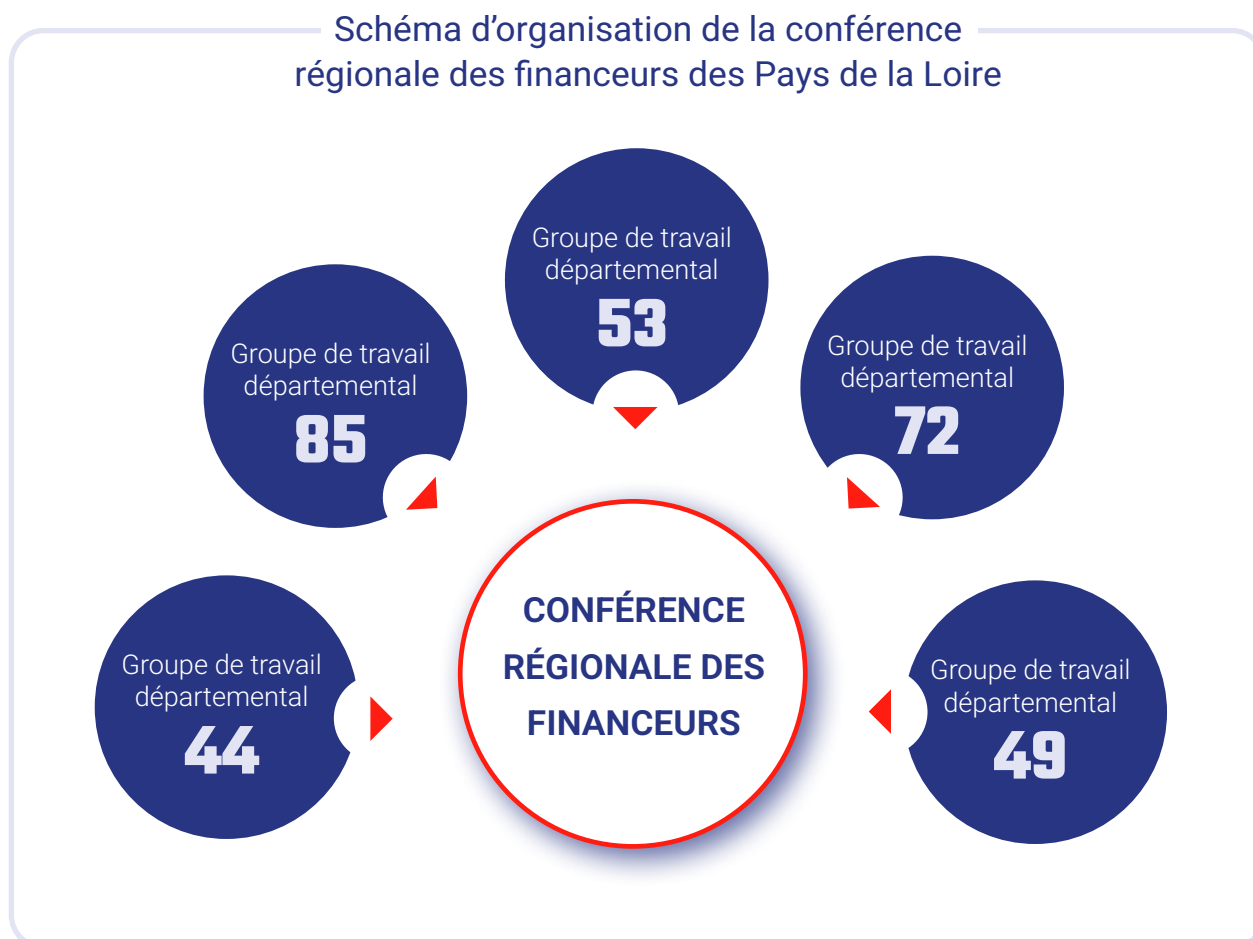 Schéma d’organisation de la conférence
régionale des financeurs des Pays de la Loire
Groupe de travail
départemental
53
Groupe de travail
départemental
85
Groupe de travail
départemental
72
CONFÉRENCE
RÉGIONALE DES
FINANCEURS
Groupe de travail
départemental
44
Groupe de travail
départemental
49